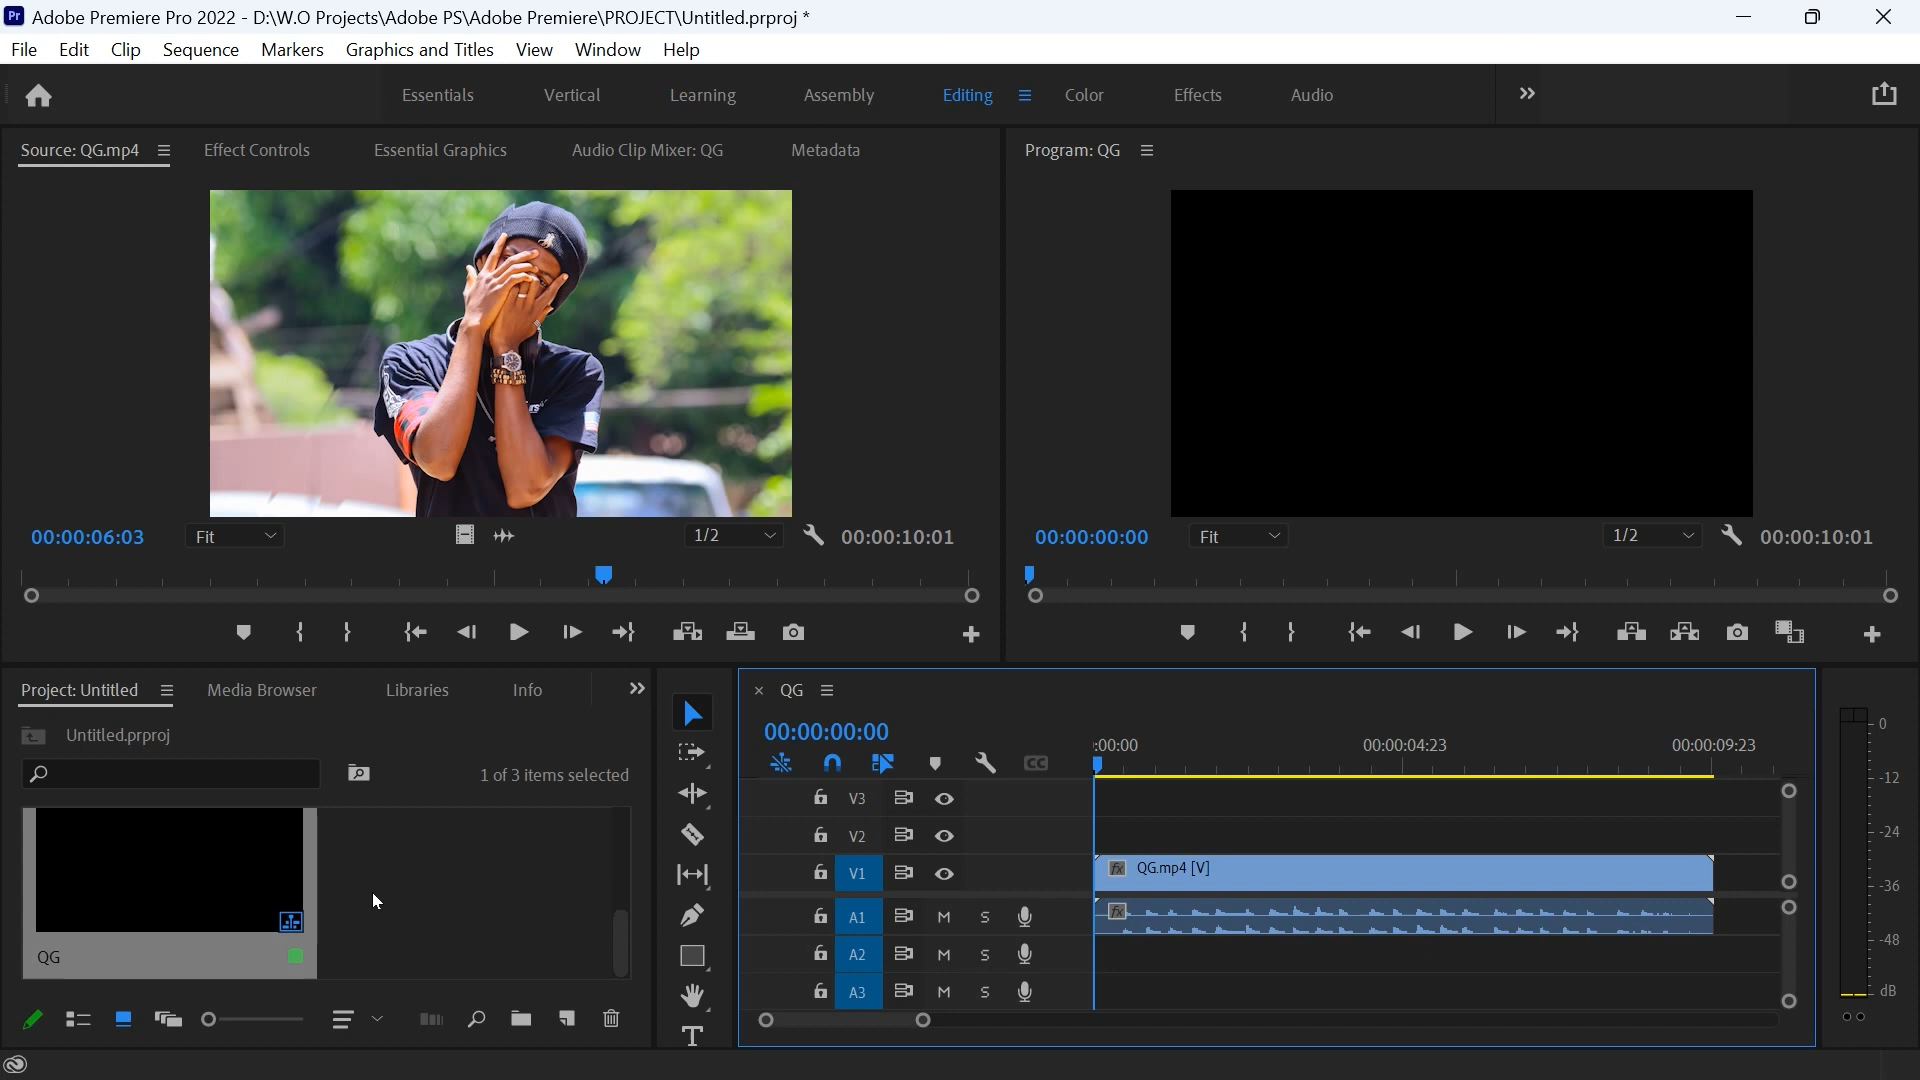 Pr Adobe Premiere Pro 2022 - D:\W.O Projects\Adobe PS\Adobe Premiere\PROJECT\Untitled.prproj *
File Edit Clip Sequence Markers Graphics and Titles View Window Help
Essentials Vertical Learning Assembly Editing Color Effects Audio
Source: QG.mp4 Effect Controls Essential Graphics Audio Clip Mixer: QG Metadata
Program: QG
00:00:06:03 Fit 1/2 00:00:10:01
00:00:00:00 Fit 1/2 00:00:10:01
Project: Untitled Media Browser Libraries Info
Untitled.prproj
1 of 3 items selected
QG
QG
00:00:00:00
:00:00 00:00:04:23 00:00:09:23
CC
V3
V2
V1 fx QG.mp4 [V]
A1 M S fx
A2 M S
A3 M S
T
0
-12
-24
-36
-48
dB